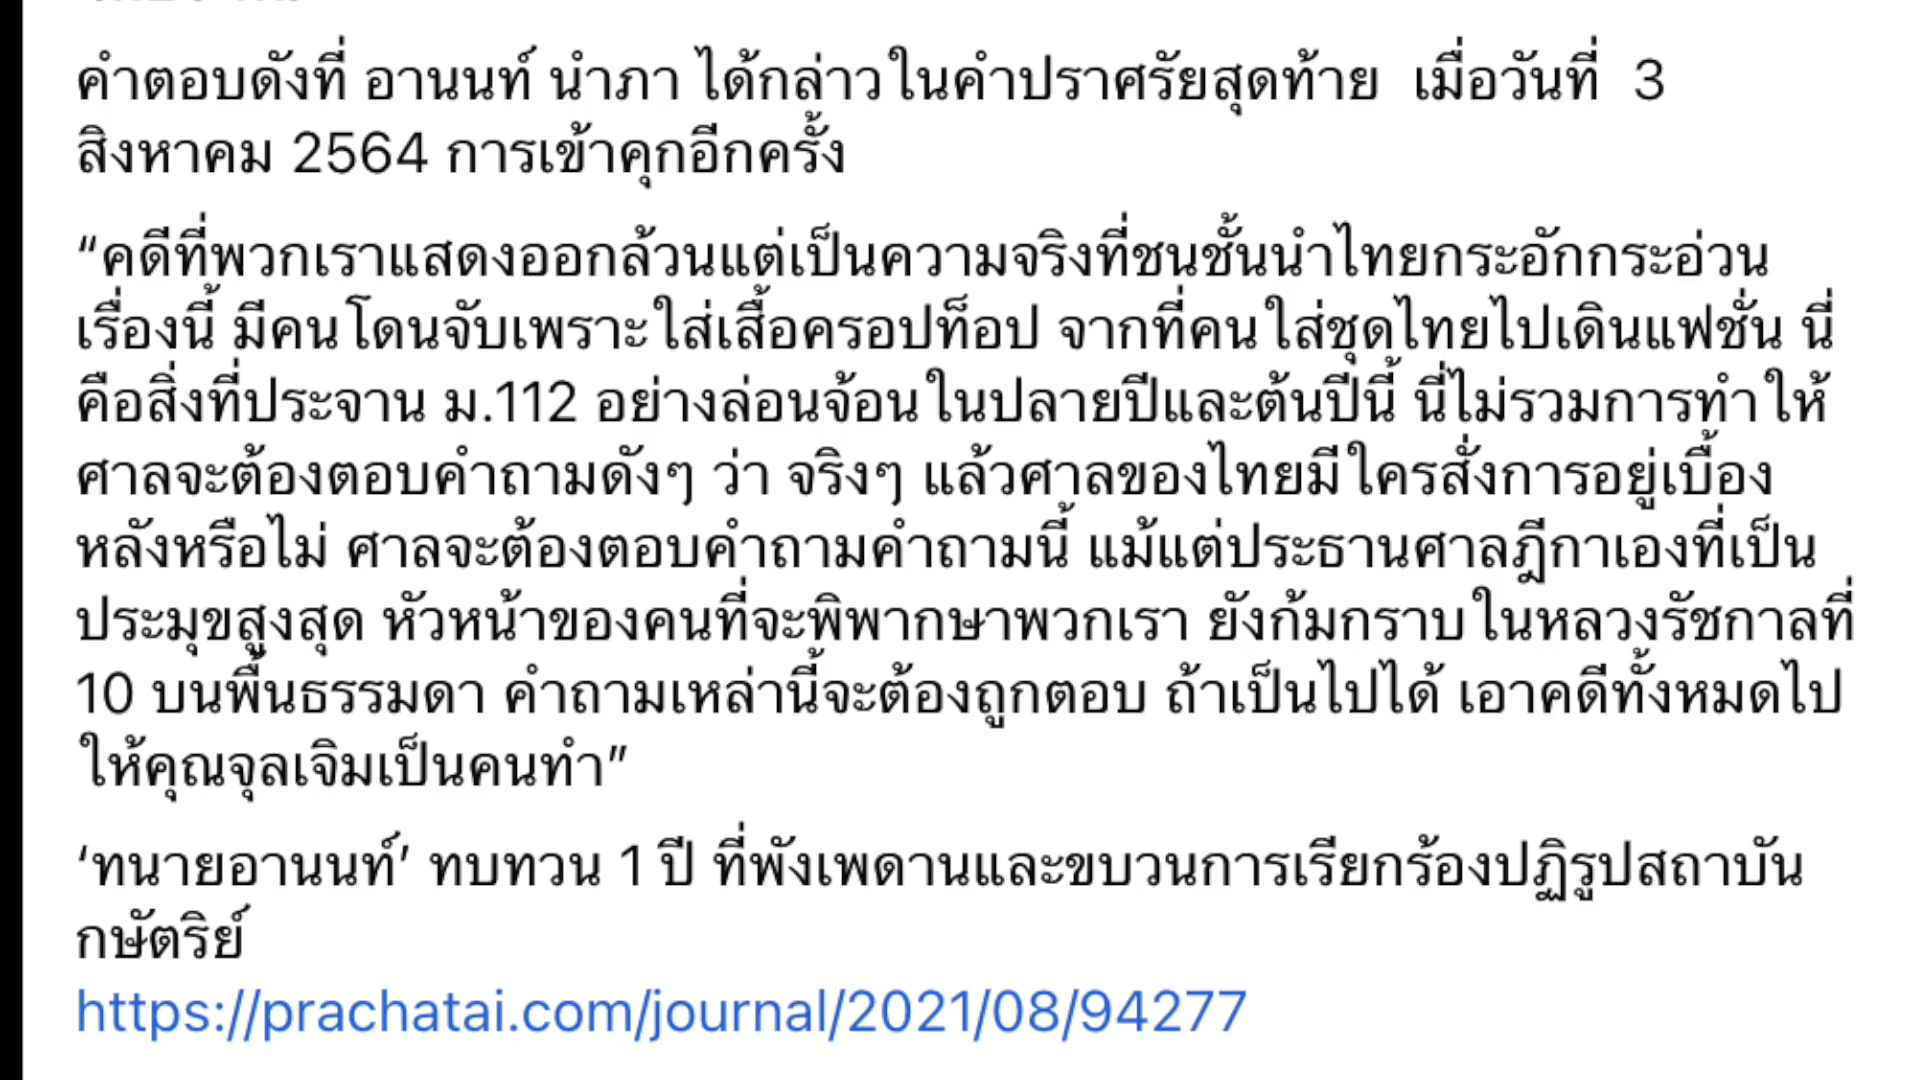 คำตอบดังที่ อานนท์ นำภา ได้กล่าวในคำปราศรัยสุดท้าย เมื่อวันที่ 3
สิงหาคม 2564 การเข้าคุกอีกครั้ง
“คดีที่พวกเราแสดงออกล้วนแต่เป็นความจริงที่ชนชั้นนำไทยกระอักกระอ่วน
เรื่องนี้ มีคนโดนจับเพราะใส่เสื้อครอปท็อป จากที่คนใส่ชุดไทยไปเดินแฟชั่น นี่
คือสิ่งที่ประจาน ม.112 อย่างล่อนจ้อนในปลายปีและต้นปีนี้ นี่ไม่รวมการทำให้
ศาลจะต้องตอบคำถามดังๆ ว่า จริงๆ แล้วศาลของไทยมีใครสั่งการอยู่เบื้อง
หลังหรือไม่ ศาลจะต้องตอบคำถามคำถามนี้ แม้แต่ประธานศาลฎีกาเองที่เป็น
ประมุขสูงสุด หัวหน้าของคนที่จะพิพากษาพวกเรา ยังก้มกราบในหลวงรัชกาลที่
10 บนพื้นธรรมดา คำถามเหล่านี้จะต้องถูกตอบ ถ้าเป็นไปได้ เอาคดีทั้งหมดไป
ให้คุณจุลเจิมเป็นคนทำ”
‘ทนายอานนท์’ ทบทวน 1 ปี ที่พังเพดานและขบวนการเรียกร้องปฏิรูปสถาบัน
กษัตริย์
https://prachatai.com/journal/2021/08/94277